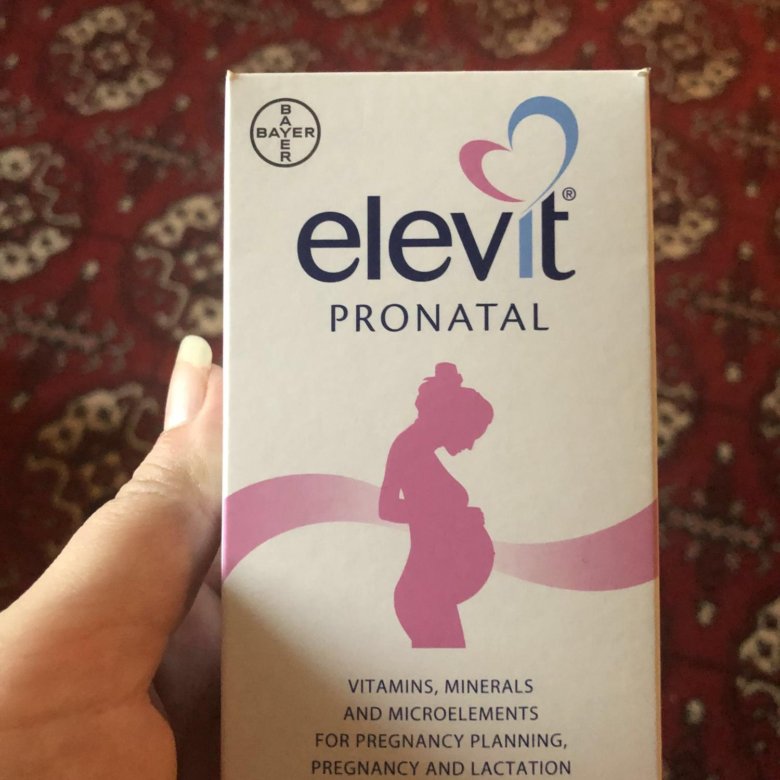 BAYER
BAYER
elevit®
PRONATAL
VITAMINS, MINERALS
AND MICROELEMENTS
FOR PREGNANCY PLANNING,
PREGNANCY AND LACTATION